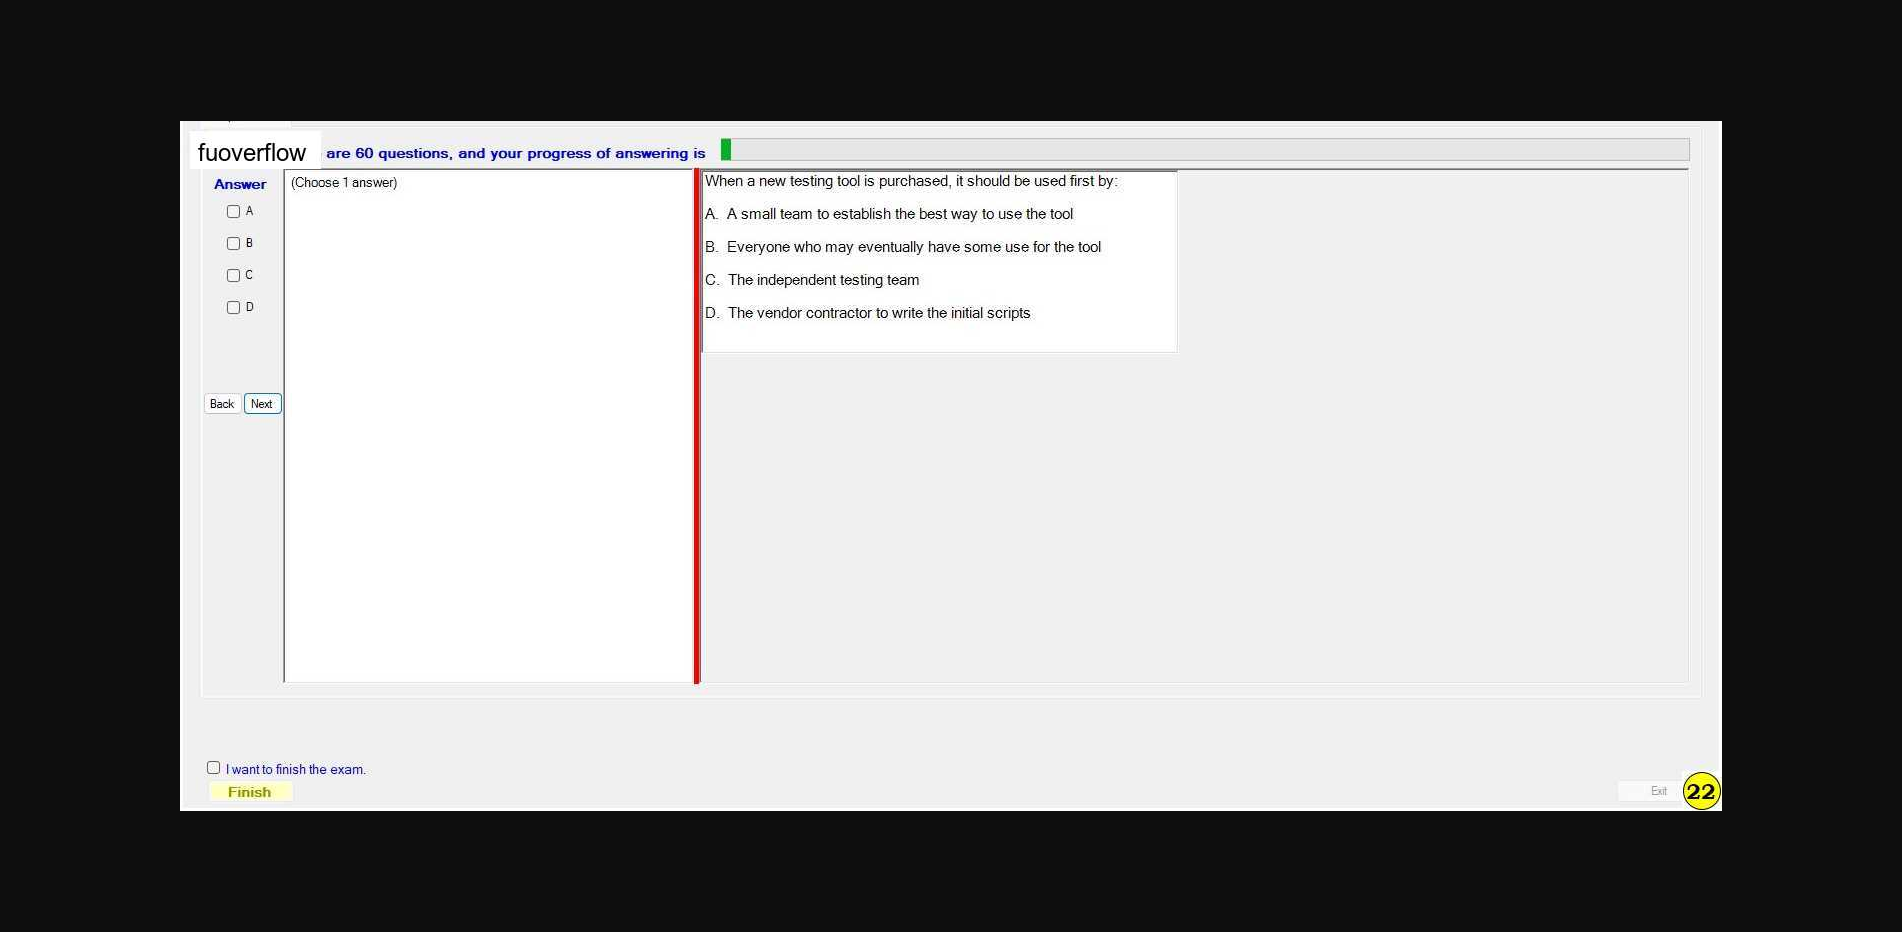 fuoverflow are 60 questions, and your progress of answering is
Answer
(Choose 1 answer)
A
B
C
D
Back Next
When a new testing tool is purchased, it should be used first by:
A. A small team to establish the best way to use the tool
B. Everyone who may eventually have some use for the tool
C. The independent testing team
D. The vendor contractor to write the initial scripts
I want to finish the exam.
Finish
Exit
22